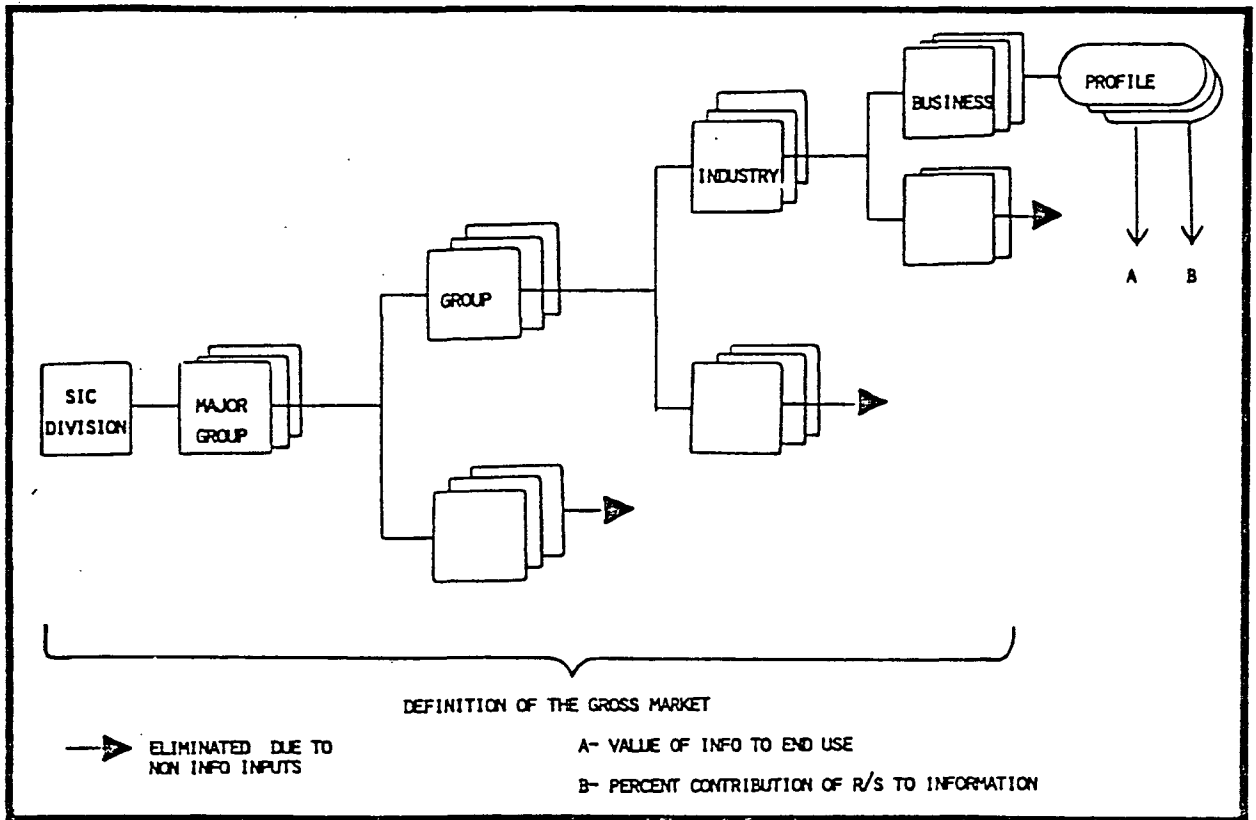 BUSINESS
PROFILE
INDUSTRY
A B
GROUP
SIC
DIVISION
MAJOR
GROUP
DEFINITION OF THE GROSS MARKET
ELIMINATED DUE TO
NON INFO INPUTS
A- VALUE OF INFO TO END USE
B- PERCENT CONTRIBUTION OF R/S TO INFORMATION